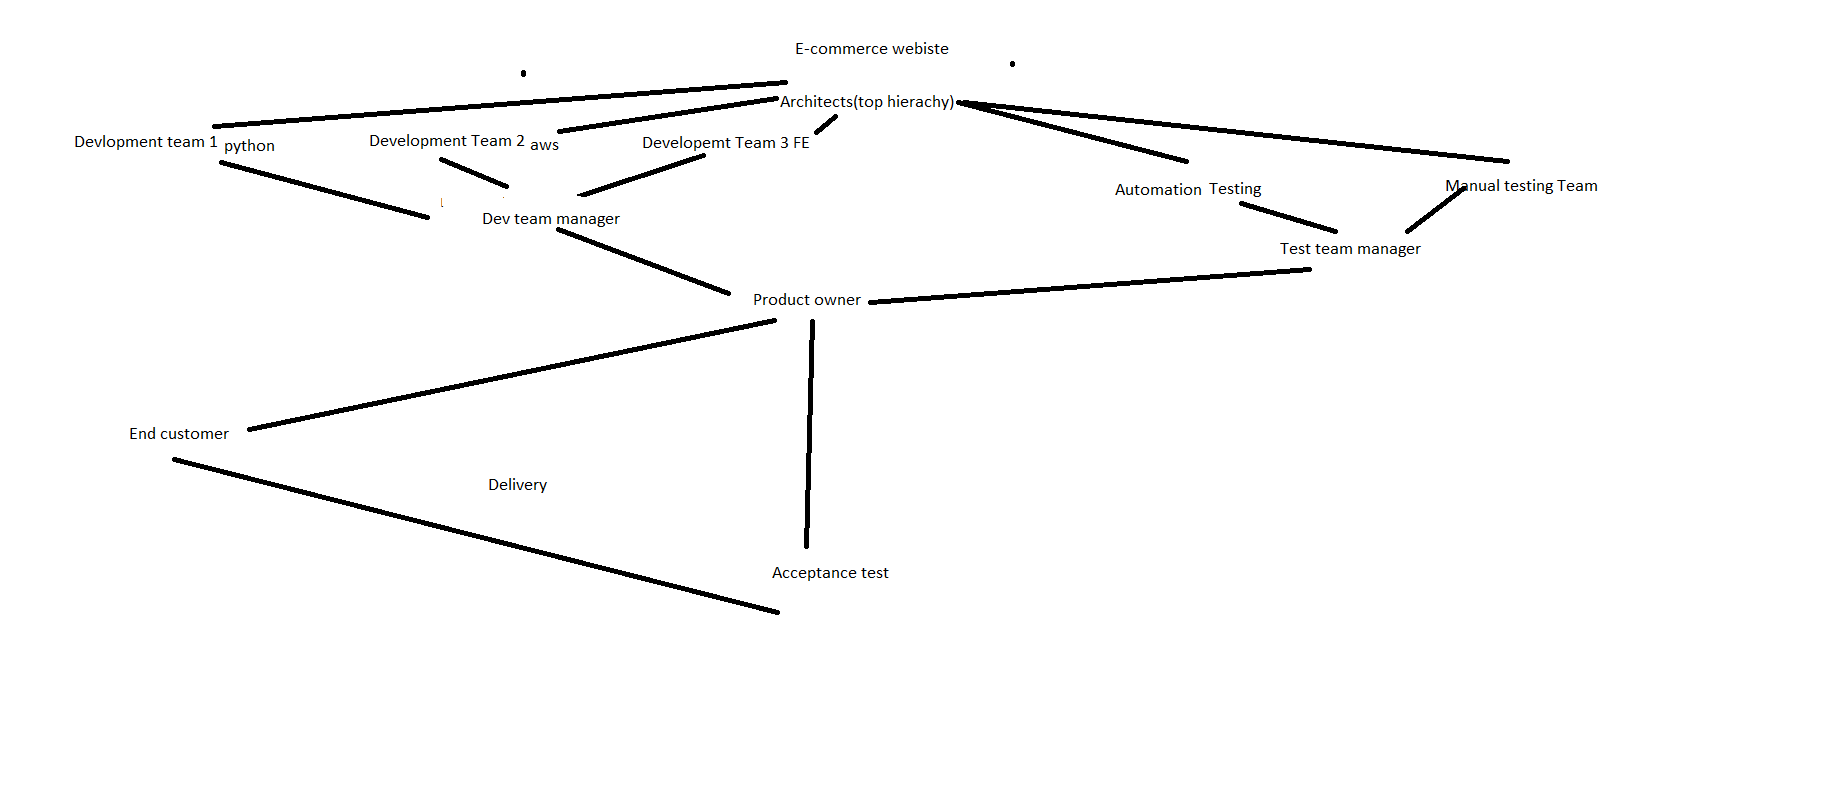 E-commerce webiste
Architects(top hierachy)
Devlopment team 1 python
Development Team 2 aws
Developemt Team 3 FE
Automation Testing
Manual testing Team
Dev team manager
Test team manager
Product owner
End customer
Delivery
Acceptance test